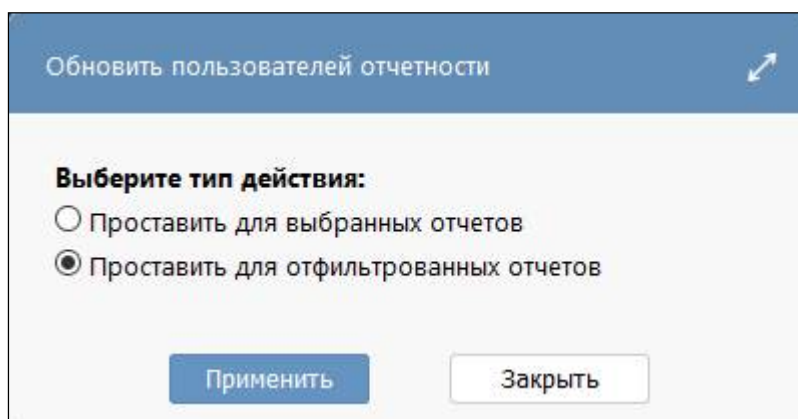 Обновить пользователей отчетности
Выберите тип действия:
Проставить для выбранных отчетов
Проставить для отфильтрованных отчетов
Применить
Закрыть